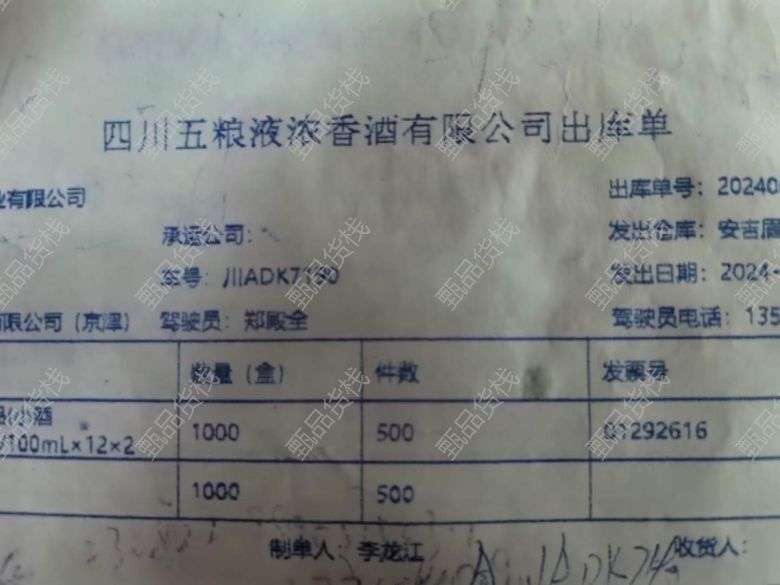 四川五粮液浓香酒有限公司出库单
业有限公司
出库单号：20240
承运公司：
发出仓库：安吉
车号：川ADK7190
发出日期：2024-
有限公司（京津） 驾驶员：郑殿全
驾驶员电话：135
数量（盒） 件数 发票号
小酒
/100mL×12×2 1000 500 01292616
1000 500
制单人：李龙江 收货人：
甄品货栈